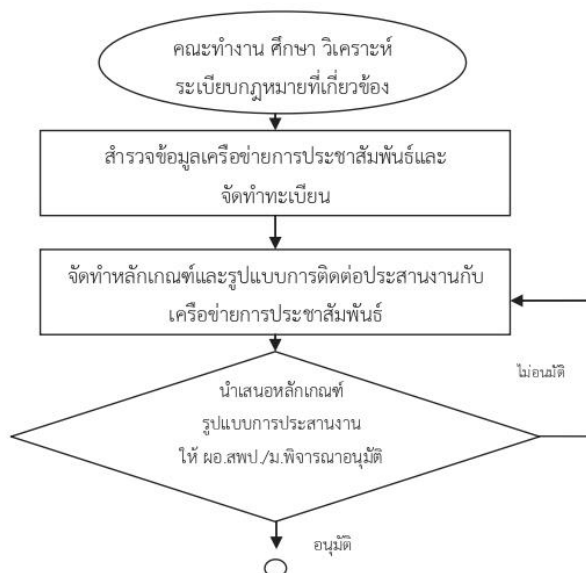 คณะทำงาน ศึกษา วิเคราะห์
ระเบียบกฎหมายที่เกี่ยวข้อง
สำรวจข้อมูลเครือข่ายการประชาสัมพันธ์และ
จัดทำทะเบียน
จัดทำหลักเกณฑ์และรูปแบบการติดต่อประสานงานกับ
เครือข่ายการประชาสัมพันธ์
ไม่อนมัติ
นำเสนอหลักเกณฑ์
รูปแบบการประสานงาน
ให้ ผอ.สพป./ม.พิจารณาอนุมัติ
อนุมัติ